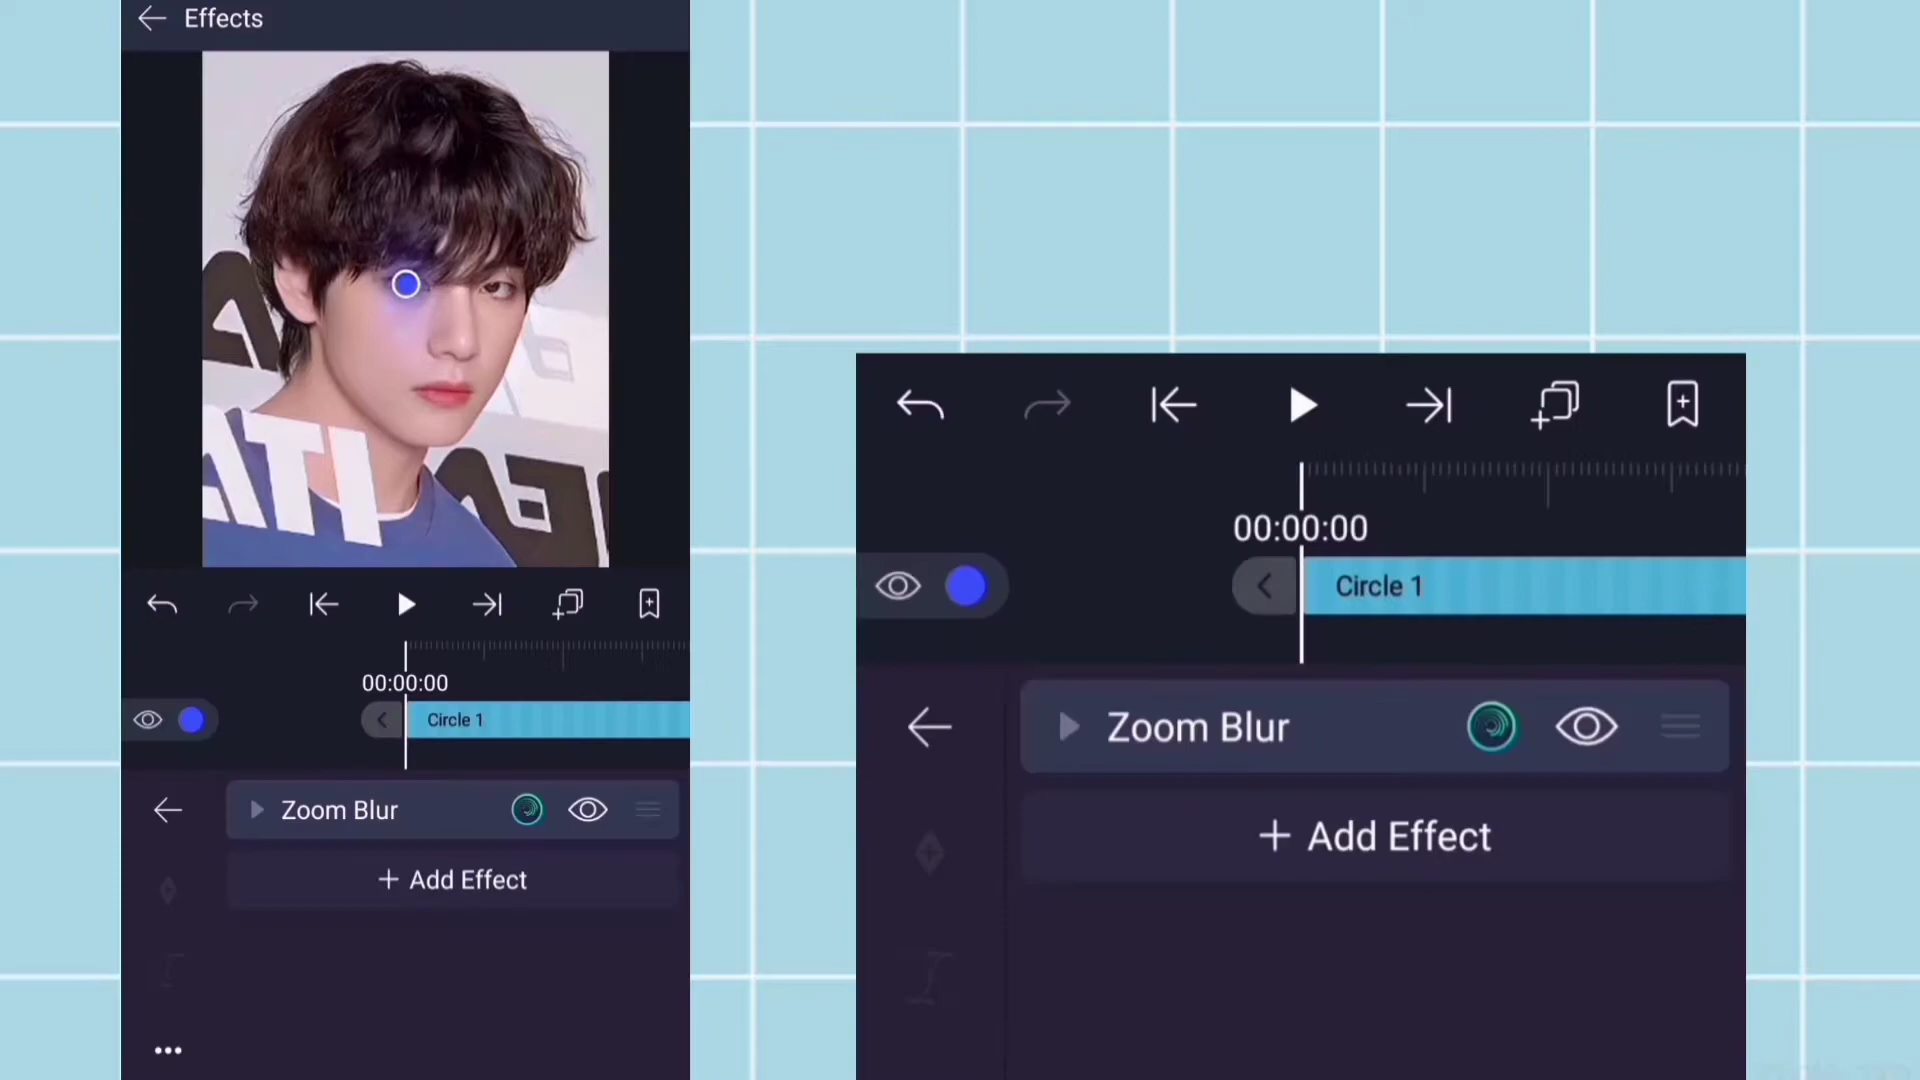 Effects
ATI
00:00:00
Circle 1
Zoom Blur
+ Add Effect
00:00:00
Circle 1
Zoom Blur
+ Add Effect